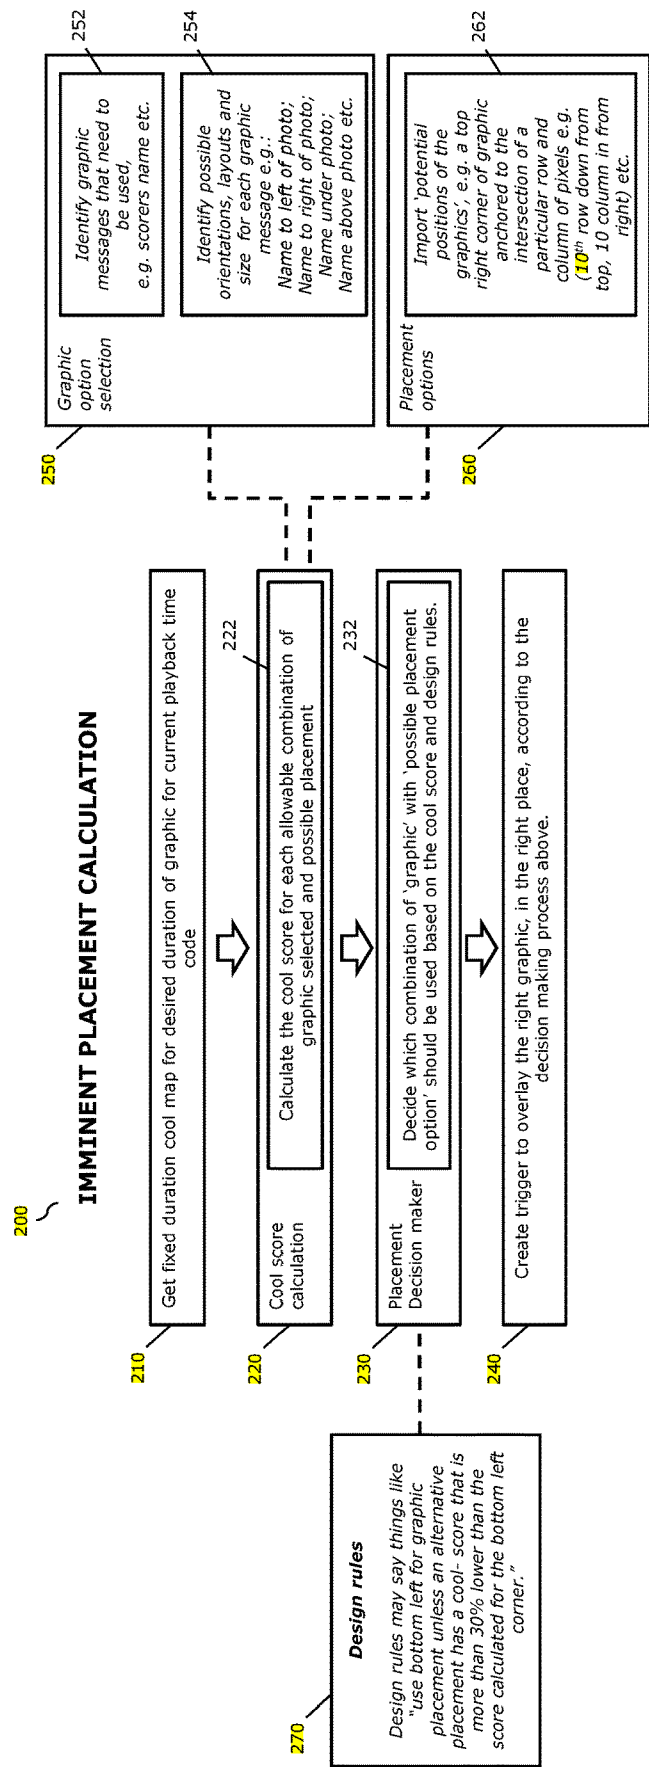 200
IMMINENT PLACEMENT CALCULATION
210
Get fixed duration cool map for desired duration of graphic for current playback time
code
220
Cool score
calculation
222
Calculate the cool score for each allowable combination of
graphic selected and possible placement
230
Placement
Decision maker
232
Decide which combination of 'graphic' with 'possible placement
option' should be used based on the cool score and design rules.
240
Create trigger to overlay the right graphic, in the right place, according to the
decision making process above.
250
Graphic
option
selection
252
Identify graphic
messages that need to
be used,
e.g. scorers name etc.
254
Identify possible
orientations, layouts and
size for each graphic
message e.g.:
Name to left of photo;
Name to right of photo;
Name under photo;
Name above photo etc.
260
Placement
options
262
Import 'potential
positions of the
graphics', e.g. a top
right corner of graphic
anchored to the
intersection of a
particular row and
column of pixels e.g.
(10th row down from
top, 10 column in from
right) etc.
270
Design rules
Design rules may say things like
"use bottom left for graphic
placement unless an alternative
placement has a cool- score that is
more than 30% lower than the
score calculated for the bottom left
corner."